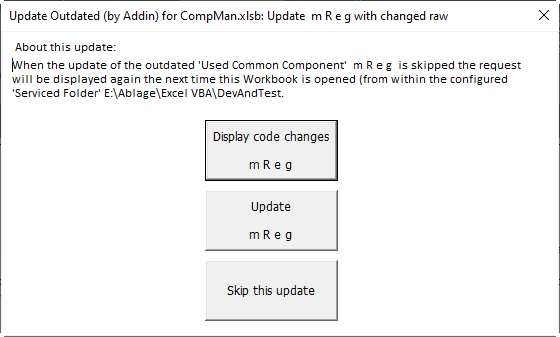 Update Outdated (by Addin) for CompMan.xlsb: Update  m R e g with changed raw
About this update:
When the update of the outdated 'Used Common Component'  m R e g  is skipped the request
will be displayed again the next time this Workbook is opened (from within the configured
'Serviced Folder' E:\Ablage\Excel VBA\DevAndTest.
Display code changes
m R e g
Update
m R e g
Skip this update